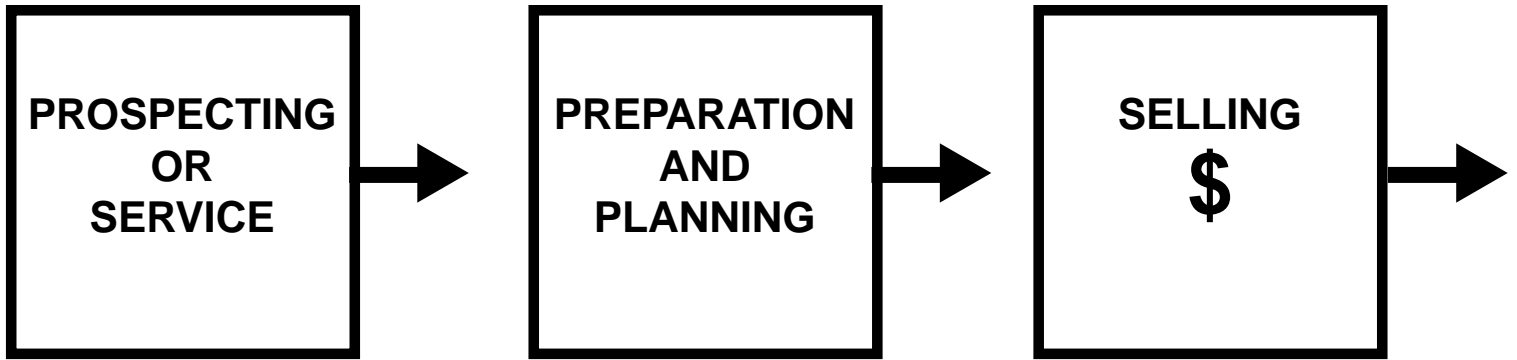 PROSPECTING
OR
SERVICE
PREPARATION
AND
PLANNING
SELLING
$